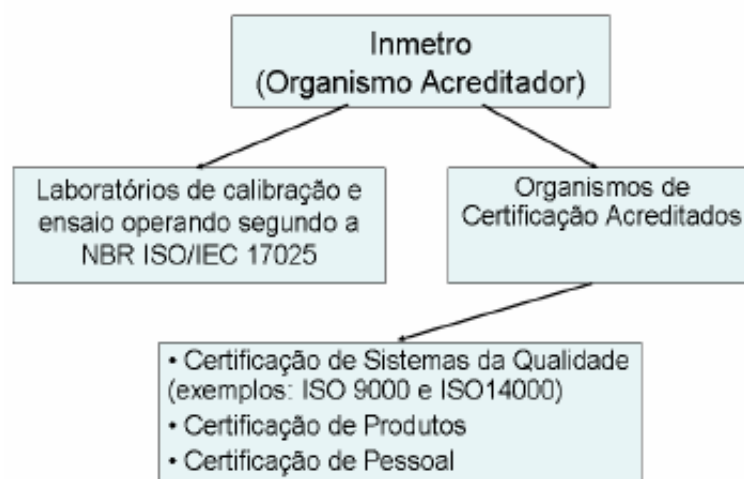 Inmetro
(Organismo Acreditador)
Laboratórios de calibração e
ensaio operando segundo a
NBR ISO/IEC 17025
Organismos de
Certificação Acreditados
• Certificação de Sistemas da Qualidade
(exemplos: ISO 9000 e ISO14000)
• Certificação de Produtos
• Certificação de Pessoal